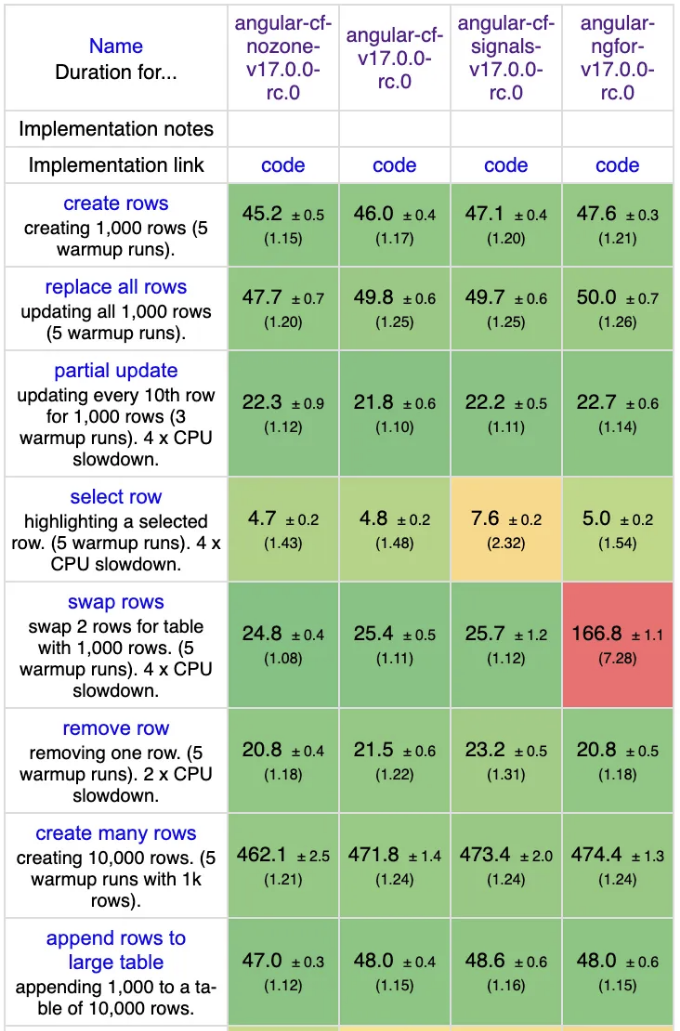 Name
Duration for...
angular-cf-
nozone-
v17.0.0-
rc.0
angular-cf-
v17.0.0-
rc.0
angular-cf-
signals-
v17.0.0-
rc.0
angular-
ngfor-
v17.0.0-
rc.0
Implementation notes
Implementation link
code
code
code
code
create rows
creating 1,000 rows (5
warmup runs).
45.2 ± 0.5
(1.15)
46.0 ± 0.4
(1.17)
47.1 ± 0.4
(1.20)
47.6 ± 0.3
(1.21)
replace all rows
updating all 1,000 rows
(5 warmup runs).
47.7 ± 0.7
(1.20)
49.8 ± 0.6
(1.25)
49.7 ± 0.6
(1.25)
50.0 ± 0.7
(1.26)
partial update
updating every 10th row
for 1,000 rows (3
warmup runs). 4 x CPU
slowdown.
22.3 ± 0.9
(1.12)
21.8 ± 0.6
(1.10)
22.2 ± 0.5
(1.11)
22.7 ± 0.6
(1.14)
select row
highlighting a selected
row. (5 warmup runs). 4 x
CPU slowdown.
4.7 ± 0.2
(1.43)
4.8 ± 0.2
(1.48)
7.6 ± 0.2
(2.32)
5.0 ± 0.2
(1.54)
swap rows
swap 2 rows for table
with 1,000 rows. (5
warmup runs). 4 x CPU
slowdown.
24.8 ± 0.4
(1.08)
25.4 ± 0.5
(1.11)
25.7 ± 1.2
(1.12)
166.8 ± 1.1
(7.28)
remove row
removing one row. (5
warmup runs). 2 x CPU
slowdown.
20.8 ± 0.4
(1.18)
21.5 ± 0.6
(1.22)
23.2 ± 0.5
(1.31)
20.8 ± 0.5
(1.18)
create many rows
creating 10,000 rows. (5
warmup runs with 1k
rows).
462.1 ± 2.5
(1.21)
471.8 ± 1.4
(1.24)
473.4 ± 2.0
(1.24)
474.4 ± 1.3
(1.24)
append rows to
large table
appending 1,000 to a ta-
ble of 10,000 rows.
47.0 ± 0.3
(1.12)
48.0 ± 0.4
(1.15)
48.6 ± 0.6
(1.16)
48.0 ± 0.6
(1.15)